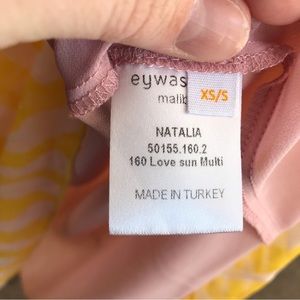 eywas
malib
XS/S
NATALIA
50155.160.2
160 Love sun Multi
MADE IN TURKEY